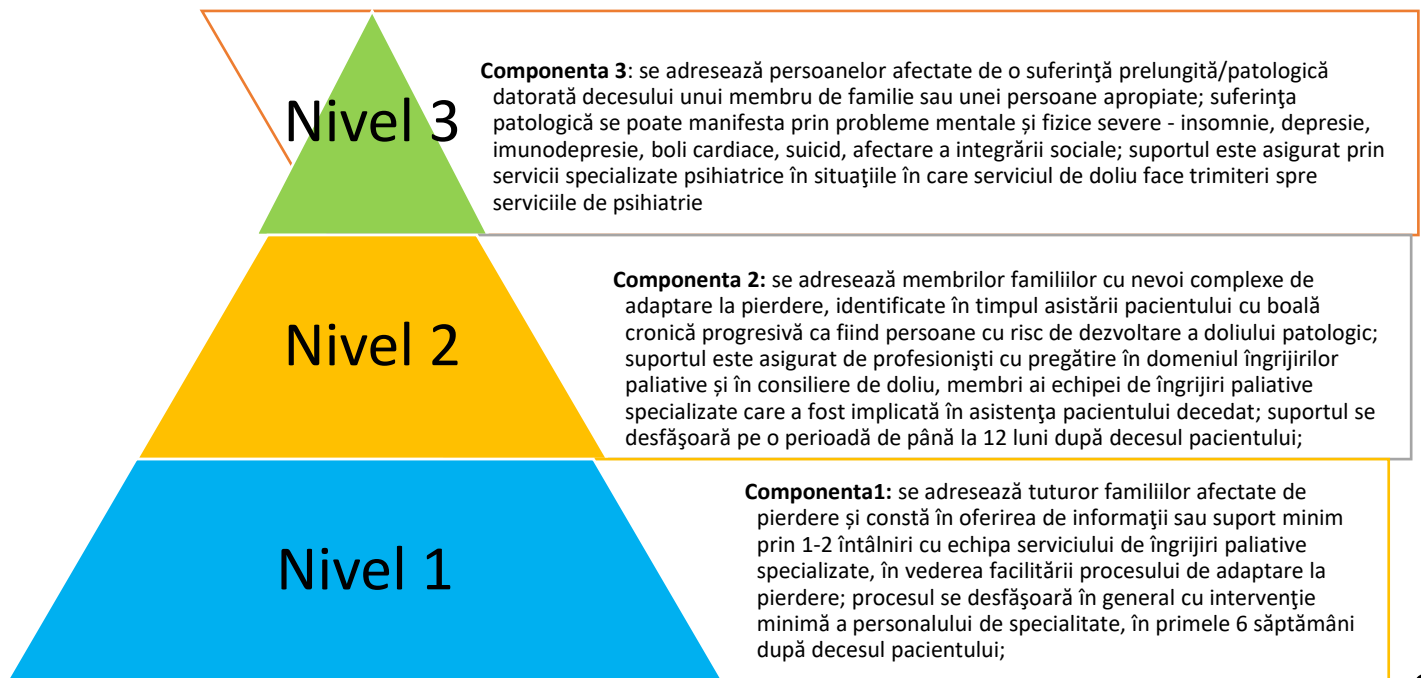 Nivel 3
Componenta 3: se adresează persoanelor afectate de o suferinţă prelungită/patologică
datorată decesului unui membru de familie sau unei persoane apropiate; suferinţa
patologică se poate manifesta prin probleme mentale și fizice severe - insomnie, depresie,
imunodepresie, boli cardiace, suicid, afectare a integrării sociale; suportul este asigurat prin
servicii specializate psihiatrice în situaţiile în care serviciul de doliu face trimiteri spre
serviciile de psihiatrie
Nivel 2
Componenta 2: se adresează membrilor familiilor cu nevoi complexe de
adaptare la pierdere, identificate în timpul asistării pacientului cu boală
cronică progresivă ca fiind persoane cu risc de dezvoltare a doliului patologic;
suportul este asigurat de profesionişti cu pregătire în domeniul îngrijirilor
paliative și în consiliere de doliu, membri ai echipei de îngrijiri paliative
specializate care a fost implicată în asistenţa pacientului decedat; suportul se
desfăşoară pe o perioadă de până la 12 luni după decesul pacientului;
Nivel 1
Componenta1: se adresează tuturor familiilor afectate de
pierdere și constă în oferirea de informaţii sau suport minim
prin 1-2 întâlniri cu echipa serviciului de îngrijiri paliative
specializate, în vederea facilitării procesului de adaptare la
pierdere; procesul se desfăşoară în general cu intervenţie
minimă a personalului de specialitate, în primele 6 săptămâni
după decesul pacientului;